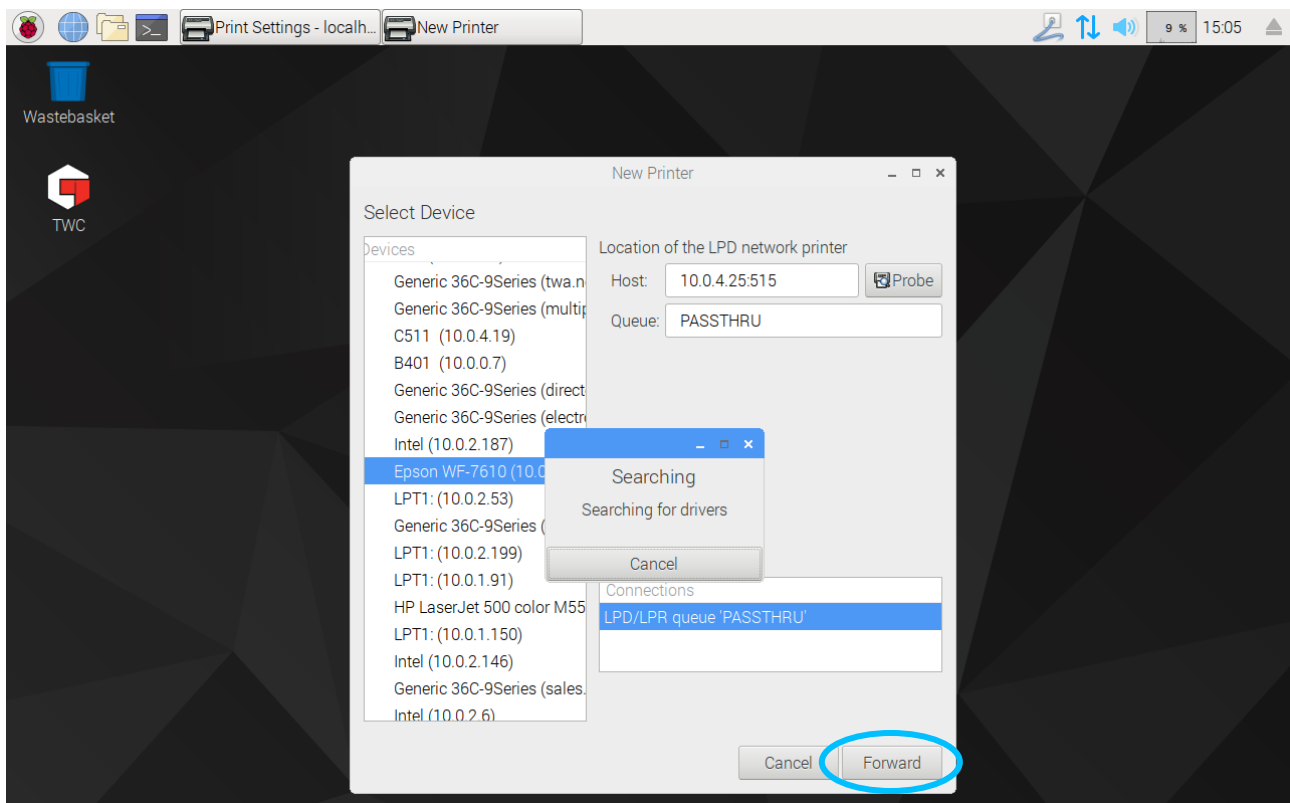 Print Settings - localh...
New Printer
9 %
15:05
Wastebasket
TWC
New Printer
Select Device
Devices
Generic 36C-9Series (twa.n
Generic 36C-9Series (multip
C511 (10.0.4.19)
B401 (10.0.0.7)
Generic 36C-9Series (direct
Generic 36C-9Series (electr
Intel (10.0.2.187)
Epson WF-7610 (10.0
LPT1: (10.0.2.53)
Generic 36C-9Series (
LPT1: (10.0.2.199)
LPT1: (10.0.1.91)
HP LaserJet 500 color M55
LPT1: (10.0.1.150)
Intel (10.0.2.146)
Generic 36C-9Series (sales.
Intel (10.0.2.6)
Location of the LPD network printer
Host: 10.0.4.25:515 Probe
Queue: PASSTHRU
Searching
Searching for drivers
Cancel
Connections
LPD/LPR queue 'PASSTHRU'
Cancel Forward